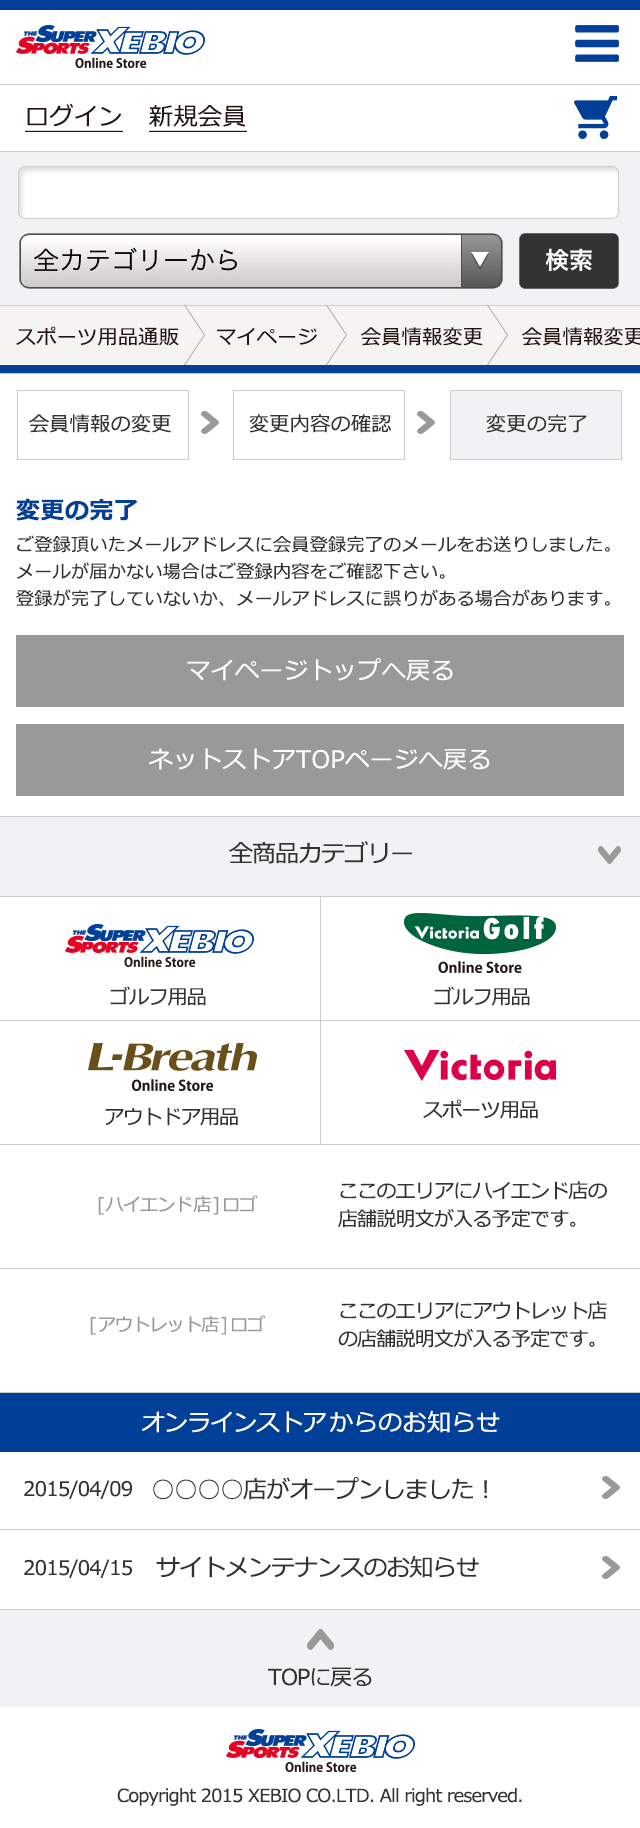 THE SUPER SPORTS XEBIO
Online Store
ログイン 新規会員
全カテゴリーから ▼ 検索
スポーツ用品通販 マイページ 会員情報変更 会員情報変更
会員情報の変更 変更内容の確認 変更の完了
変更の完了
ご登録頂いたメールアドレスに会員登録完了のメールをお送りしました。
メールが届かない場合はご登録内容をご確認下さい。
登録が完了していないか、メールアドレスに誤りがある場合があります。
マイページトップへ戻る
ネットストアTOPページへ戻る
全商品カテゴリー
THE SUPER SPORTS XEBIO
Online Store
ゴルフ用品
Victoria Golf
Online Store
ゴルフ用品
L-Breath
Online Store
アウトドア用品
Victoria
スポーツ用品
[ハイエンド店]ロゴ
ここのエリアにハイエンド店の
店舗説明文が入る予定です。
[アウトレット店]ロゴ
ここのエリアにアウトレット店
の店舗説明文が入る予定です。
オンラインストアからのお知らせ
2015/04/09 〇〇〇〇店がオープンしました！
2015/04/15 サイトメンテナンスのお知らせ
TOPに戻る
THE SUPER SPORTS XEBIO
Online Store
Copyright 2015 XEBIO CO.LTD. All right reserved.